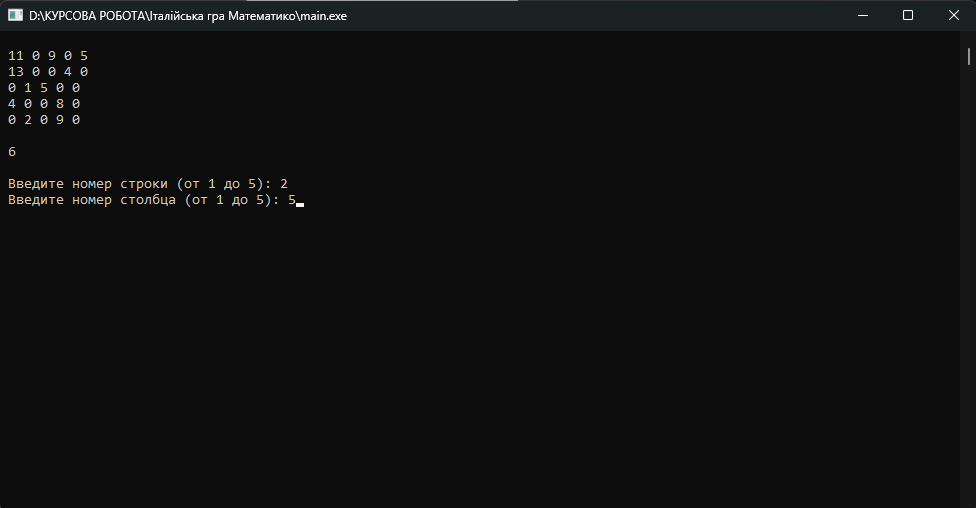 D:\КУРСОВА РОБОТА\Італійська гра Математико\main.exe
11 0 9 0 5
13 0 0 4 0
0 1 5 0 0
4 0 0 8 0
0 2 0 9 0
6
Введите номер строки (от 1 до 5): 2
Введите номер столбца (от 1 до 5): 5